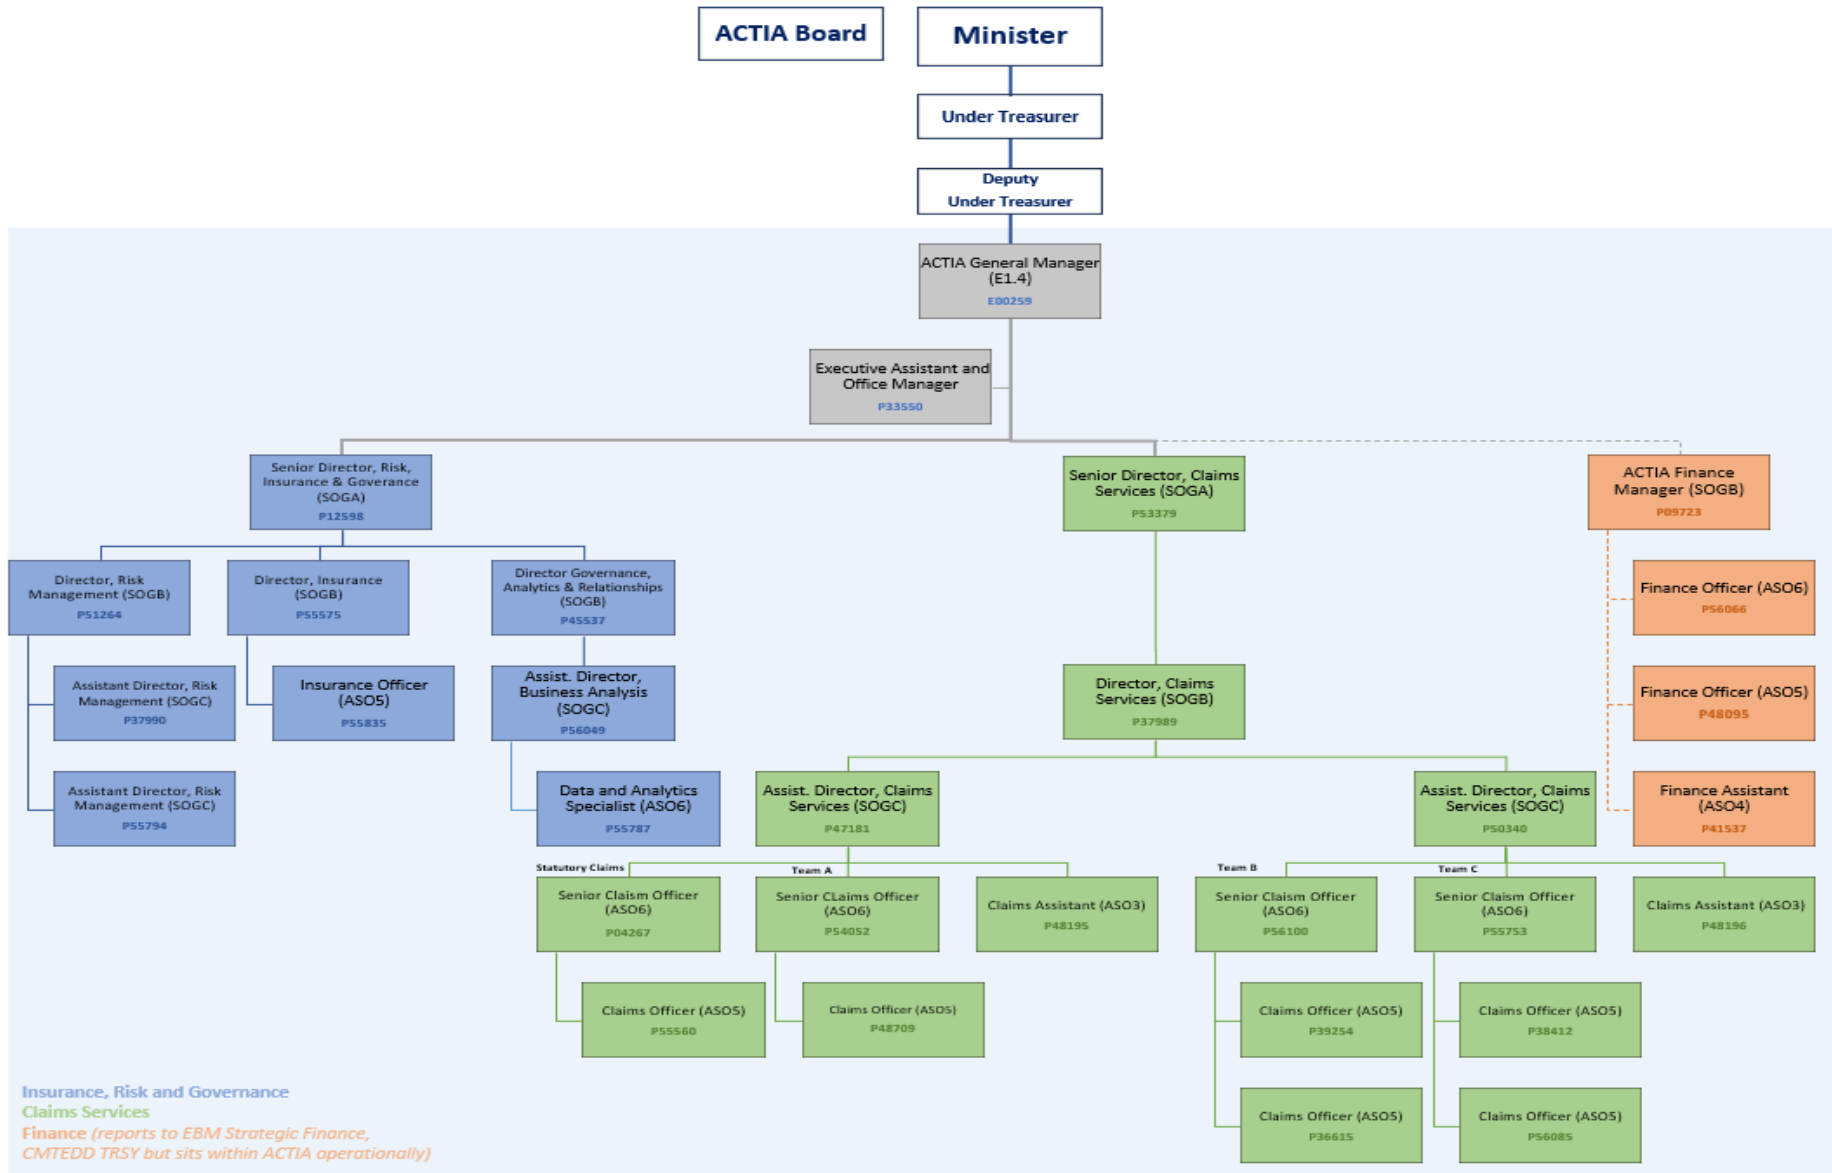 ACTIA Board
Minister
Under Treasurer
Deputy
Under Treasurer
ACTIA General Manager
(E1.4)
E00259
Executive Assistant and
Office Manager
P33550
Senior Director, Risk,
Insurance & Goverance
(SOGA)
P12598
Senior Director, Claims
Services (SOGA)
P53379
ACTIA Finance
Manager (SOGB)
P09723
Director, Risk
Management (SOGB)
P51264
Director, Insurance
(SOGB)
P55575
Director Governance,
Analytics & Relationships
(SOGB)
P45537
Finance Officer (ASO6)
P56066
Assistant Director, Risk
Management (SOGC)
P37990
Insurance Officer
(ASO5)
P55835
Assist. Director,
Business Analysis
(SOGC)
P56049
Director, Claims
Services (SOGB)
P37989
Finance Officer (ASO5)
P48095
Assistant Director, Risk
Management (SOGC)
P55794
Data and Analytics
Specialist (ASO6)
P55787
Assist. Director, Claims
Services (SOGC)
P47181
Assist. Director, Claims
Services (SOGC)
P50340
Finance Assistant
(ASO4)
P41537
Statutory Claims
Team A
Team B
Team C
Senior Claism Officer
(ASO6)
P04267
Senior CLaims Officer
(ASO6)
P54052
Claims Assistant (ASO3)
P48195
Senior Claism Officer
(ASO6)
P56100
Senior Claism Officer
(ASO6)
P55753
Claims Assistant (ASO3)
P48196
Claims Officer (ASO5)
P55560
Claims Officer (ASO5)
P48709
Claims Officer (ASO5)
P39254
Claims Officer (ASO5)
P38412
Claims Officer (ASO5)
P36615
Claims Officer (ASO5)
P56085
Insurance, Risk and Governance
Claims Services
Finance (reports to EBM Strategic Finance,
CMTEDD TRSY but sits within ACTIA operationally)